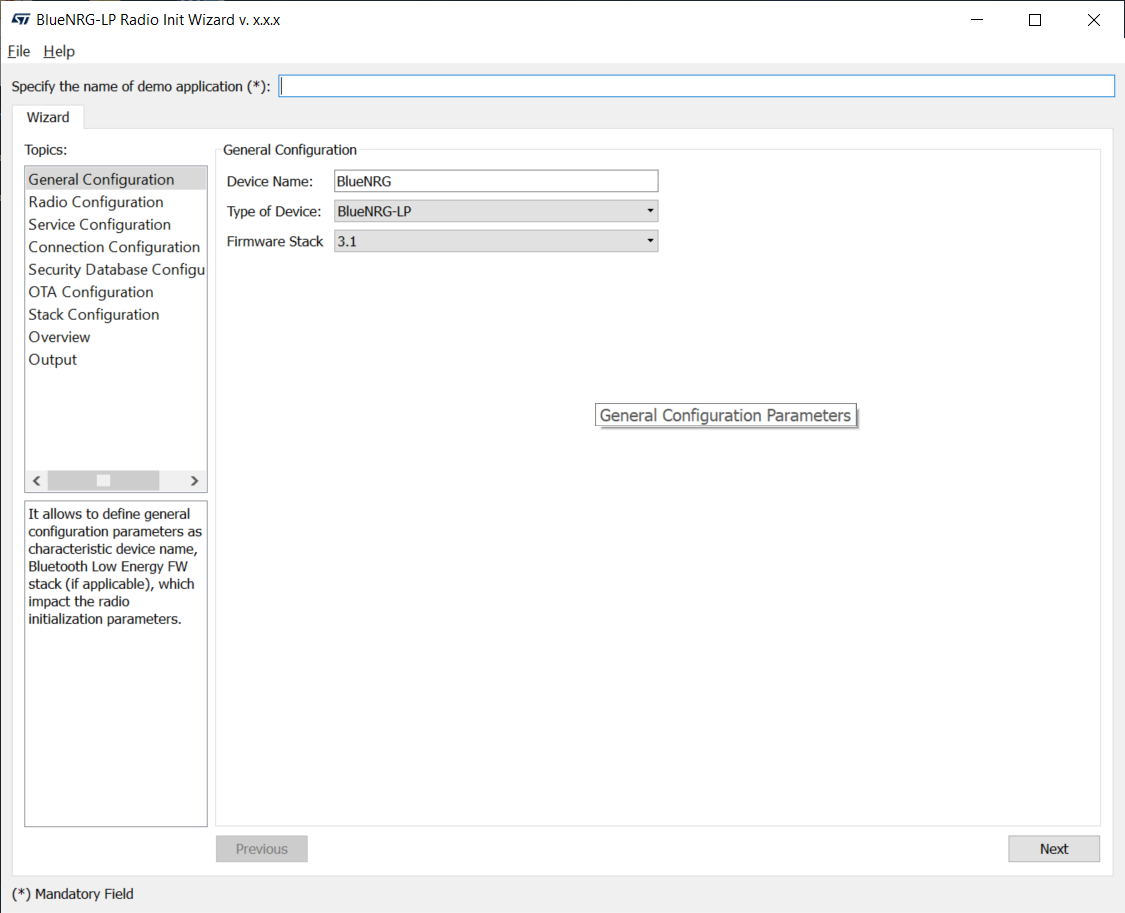 BlueNRG-LP Radio Init Wizard v. x.x.x
File Help
Specify the name of demo application (*):
Wizard
Topics:
General Configuration
Radio Configuration
Service Configuration
Connection Configuration
Security Database Configu
OTA Configuration
Stack Configuration
Overview
Output
It allows to define general
configuration parameters as
characteristic device name,
Bluetooth Low Energy FW
stack (if applicable), which
impact the radio
initialization parameters.
General Configuration
Device Name: BlueNRG
Type of Device: BlueNRG-LP
Firmware Stack 3.1
General Configuration Parameters
Previous
Next
(*) Mandatory Field